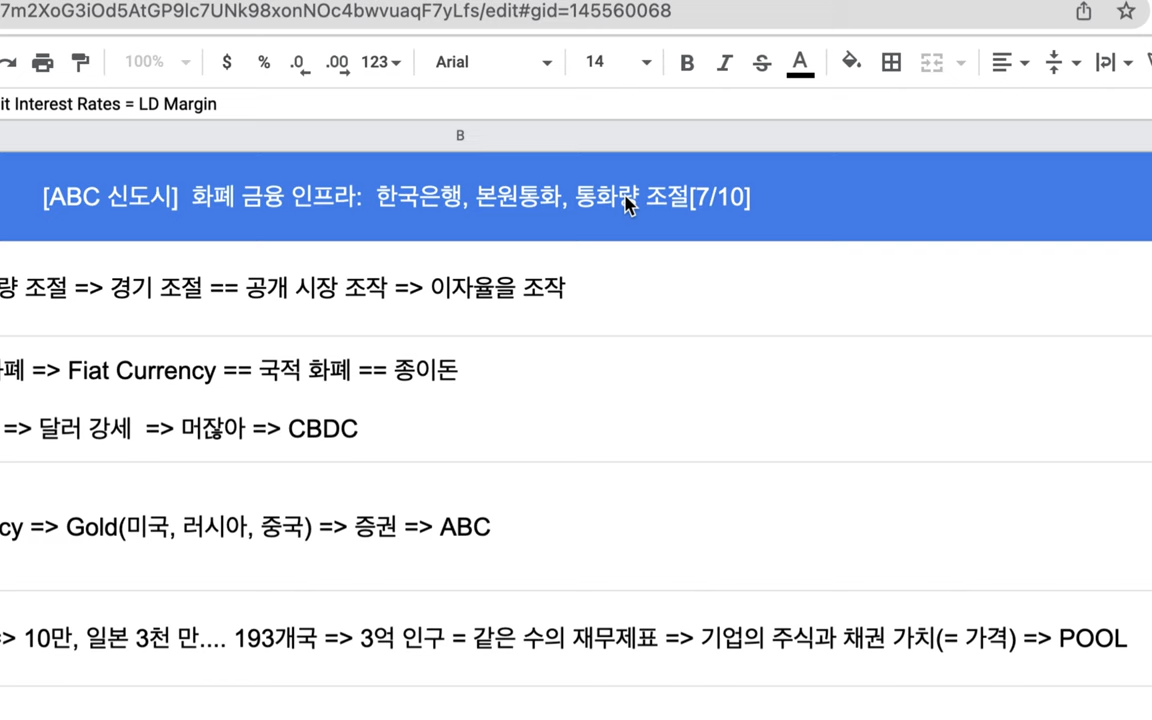 7m2XoG3iOd5AtGP9lc7UNk98xonNOc4bwvuaqF7yLfs/edit#gid=145560068
100% $ % .0 .00 123 Arial 14 B I S A
it Interest Rates = LD Margin
B
[ABC 신도시] 화폐 금융 인프라: 한국은행, 본원통화, 통화량 조절[7/10]
량 조절 => 경기 조절 == 공개 시장 조작 => 이자율을 조작
폐 => Fiat Currency == 국적 화폐 == 종이돈
=> 달러 강세 => 머잖아 => CBDC
cy => Gold(미국, 러시아, 중국) => 증권 => ABC
=> 10만, 일본 3천 만.... 193개국 => 3억 인구 = 같은 수의 재무제표 => 기업의 주식과 채권 가치(= 가격) => POOL